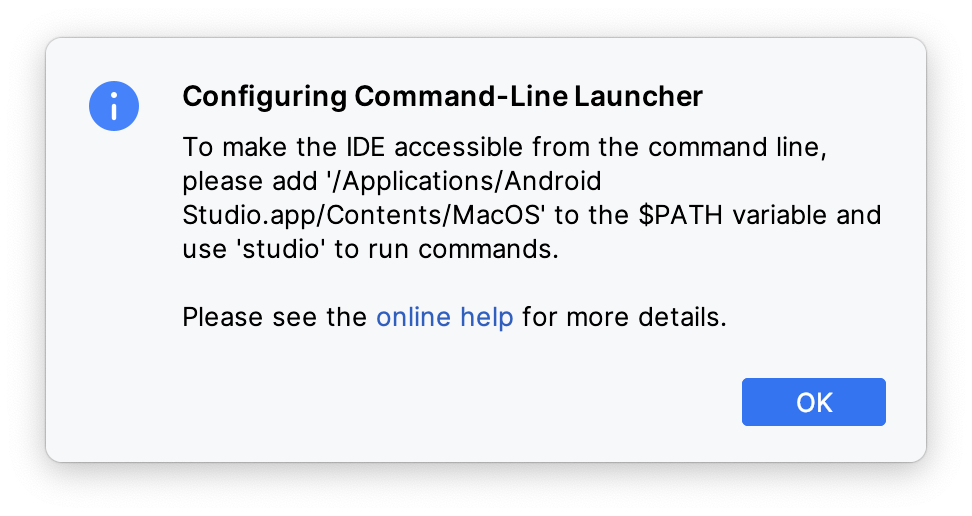 Configuring Command-Line Launcher
To make the IDE accessible from the command line,
please add '/Applications/Android
Studio.app/Contents/MacOS' to the $PATH variable and
use 'studio' to run commands.
Please see the online help for more details.
OK